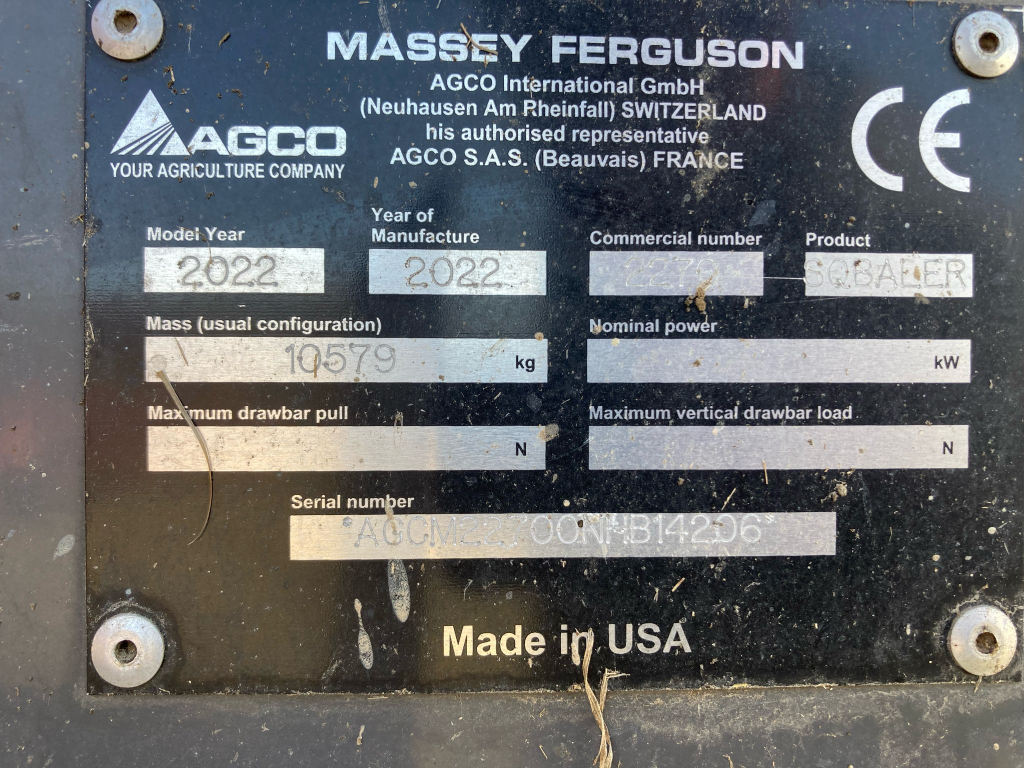 MASSEY FERGUSON
AGCO International GmbH
(Neuhausen Am Rheinfall) SWITZERLAND
his authorised representative
AGCO S.A.S. (Beauvais) FRANCE
AGCO
YOUR AGRICULTURE COMPANY
CE
Model Year
2022
Year of
Manufacture
2022
Commercial number
2270
Product
SQBALER
Mass (usual configuration)
10579 kg
Nominal power
kW
Maximum drawbar pull
N
Maximum vertical drawbar load
N
Serial number
*AGCM22700NHB14206*
Made in USA